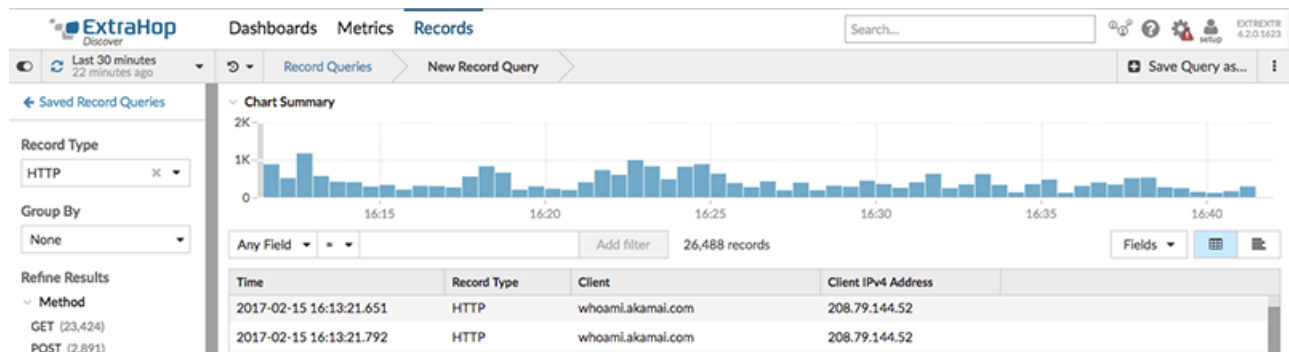 ExtraHop
Discover
Dashboards Metrics Records
Search...
setup
EXTREXTR
6.2.0.1623
Last 30 minutes
22 minutes ago
Record Queries
New Record Query
Save Query as...
Saved Record Queries
Record Type
HTTP
Group By
None
Refine Results
Method
GET (23,424)
POST (2,891)
Chart Summary
2K
1K
0
16:15 16:20 16:25 16:30 16:35 16:40
Any Field ≈ Add filter 26,488 records Fields
Time Record Type Client Client IPv4 Address
2017-02-15 16:13:21.651 HTTP whoami.akamai.com 208.79.144.52
2017-02-15 16:13:21.792 HTTP whoami.akamai.com 208.79.144.52